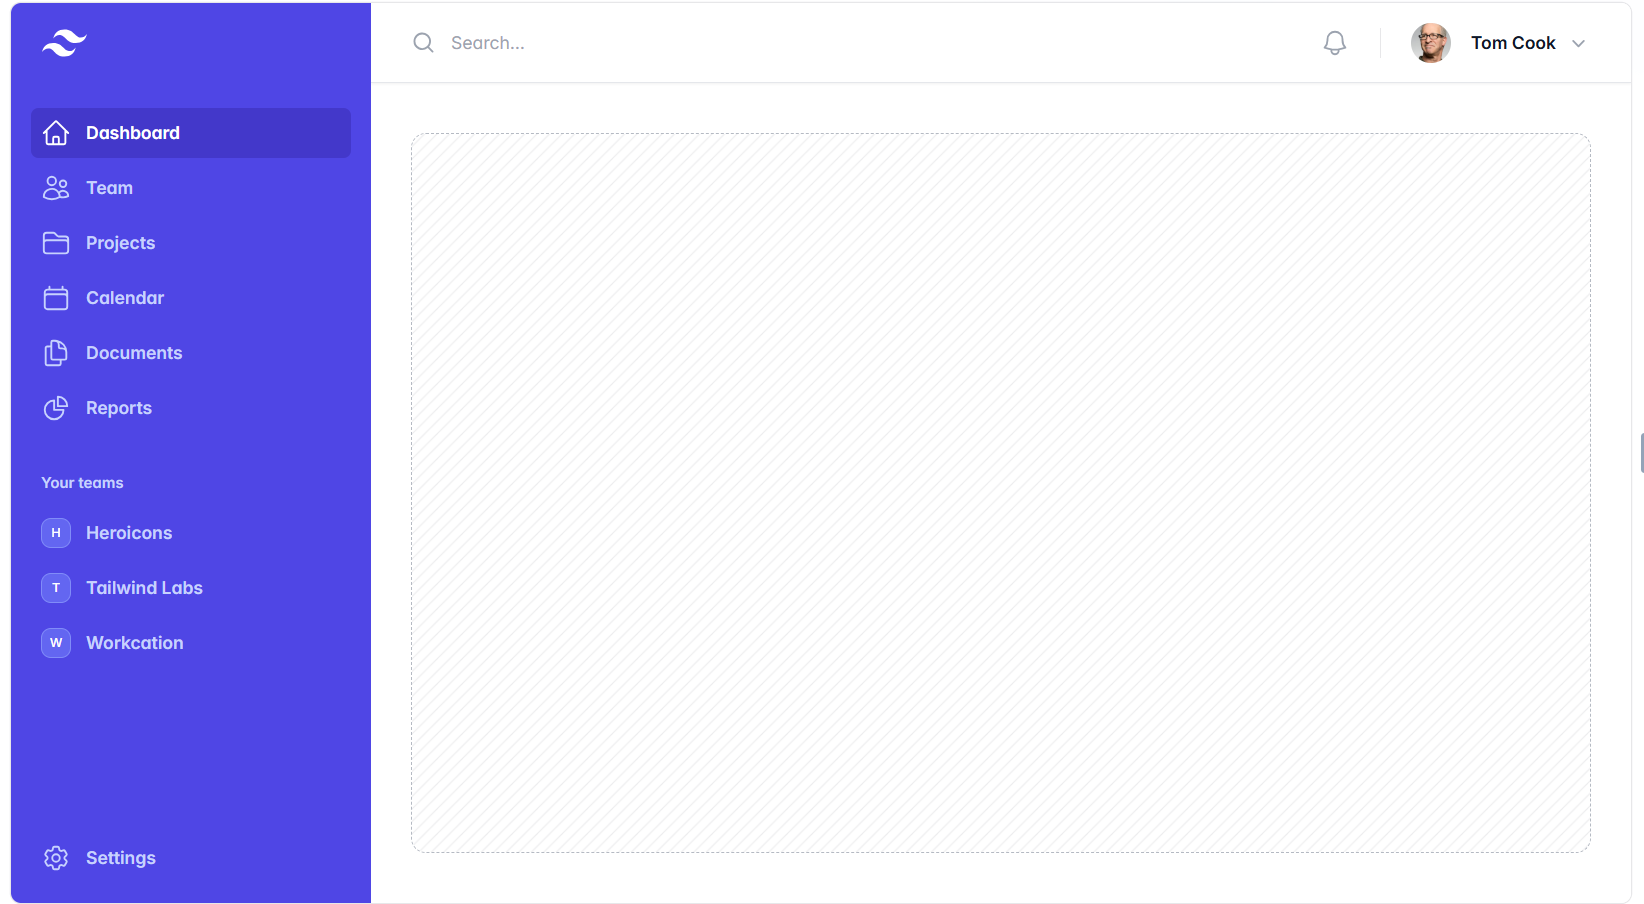 Search...
Tom Cook
Dashboard
Team
Projects
Calendar
Documents
Reports
Your teams
H Heroicons
T Tailwind Labs
W Workcation
Settings